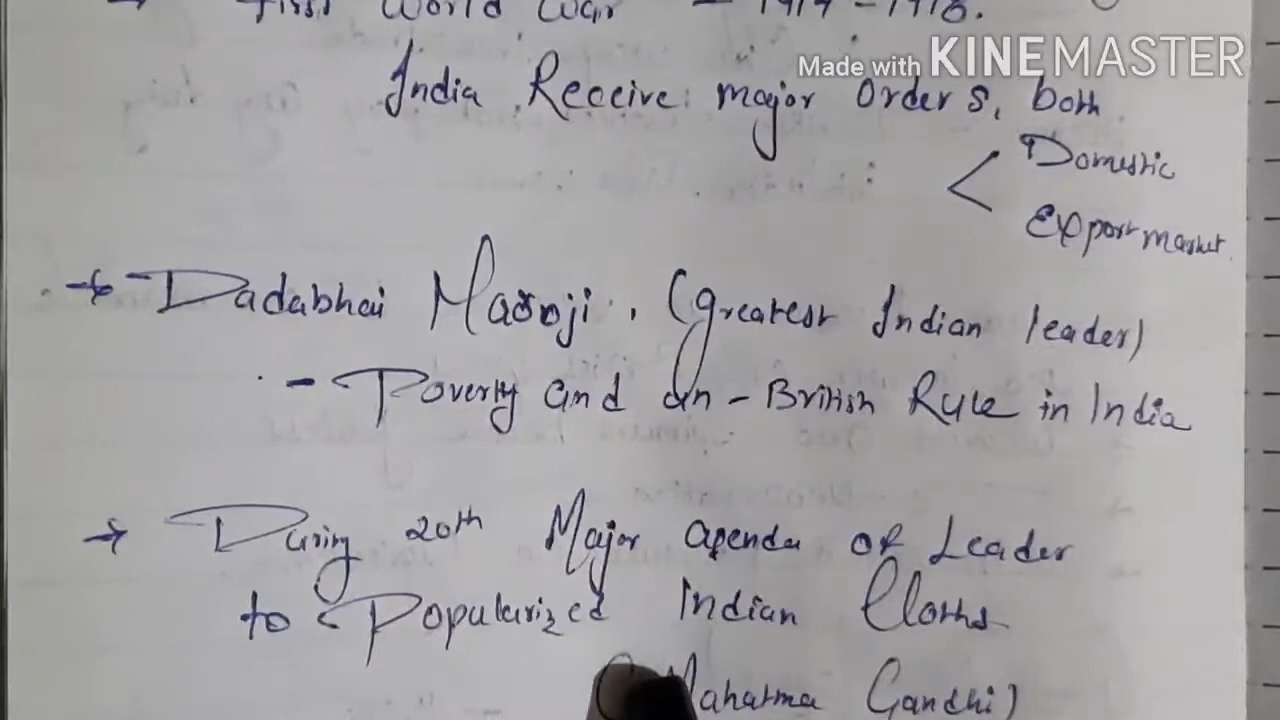 → First World War - 1914-1918.
Made with KINEMASTER
India Receive major orders, both
< Domestic
Export market
→ Dadabhai Naoroji. (greatest Indian leader)
- Poverty and un-British Rule in India
→ During 20th Major agenda of Leader
to Popularized Indian Cloths
(Mahatma Gandhi)